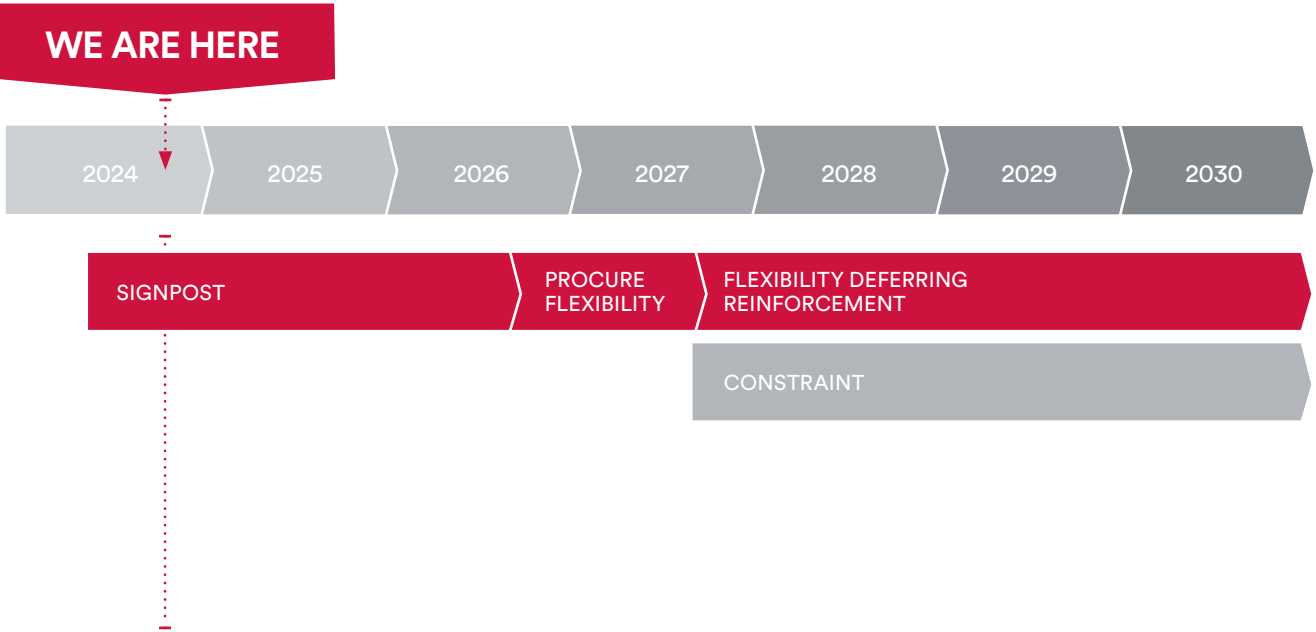 WE ARE HERE
2024
2025
2026
2027
2028
2029
2030
SIGNPOST
PROCURE
FLEXIBILITY
FLEXIBILITY DEFERRING
REINFORCEMENT
CONSTRAINT